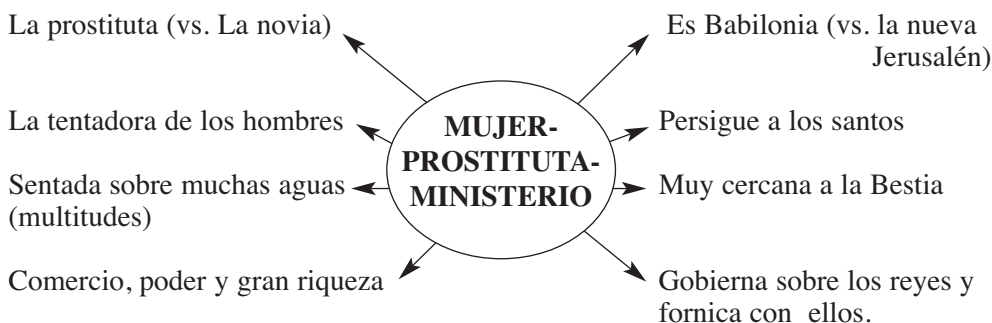 La prostituta (vs. La novia)
La tentadora de los hombres
Sentada sobre muchas aguas
(multitudes)
Comercio, poder y gran riqueza
MUJER-
PROSTITUTA-
MINISTERIO
Es Babilonia (vs. la nueva
Jerusalén)
Persigue a los santos
Muy cercana a la Bestia
Gobierna sobre los reyes y
fornica con ellos.